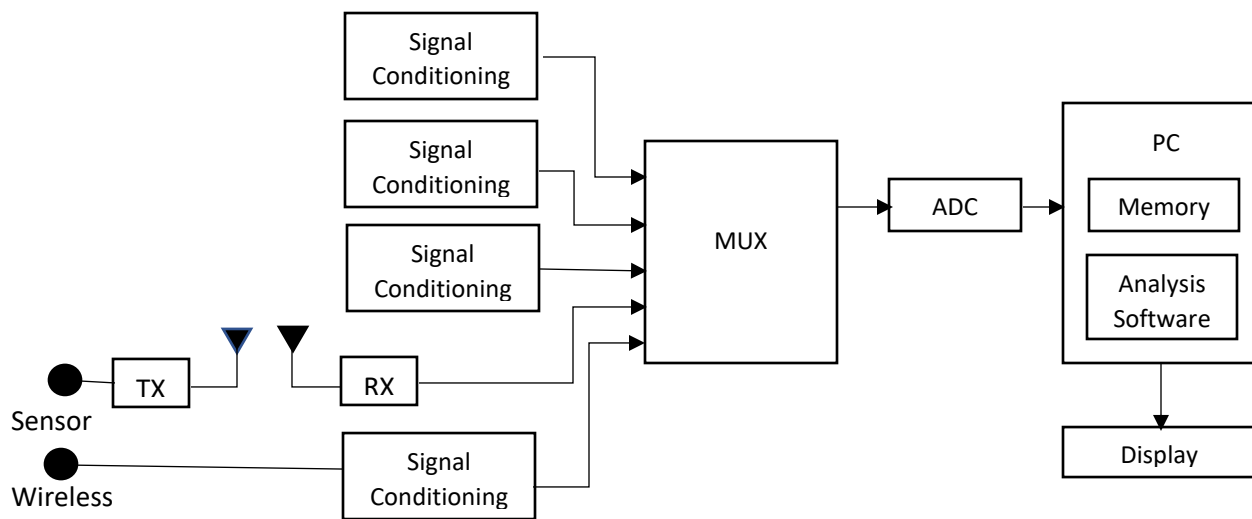 Signal
Conditioning
Signal
Conditioning
Signal
Conditioning
MUX
ADC
PC
Memory
Analysis
Software
TX
RX
Sensor
Signal
Conditioning
Wireless
Display